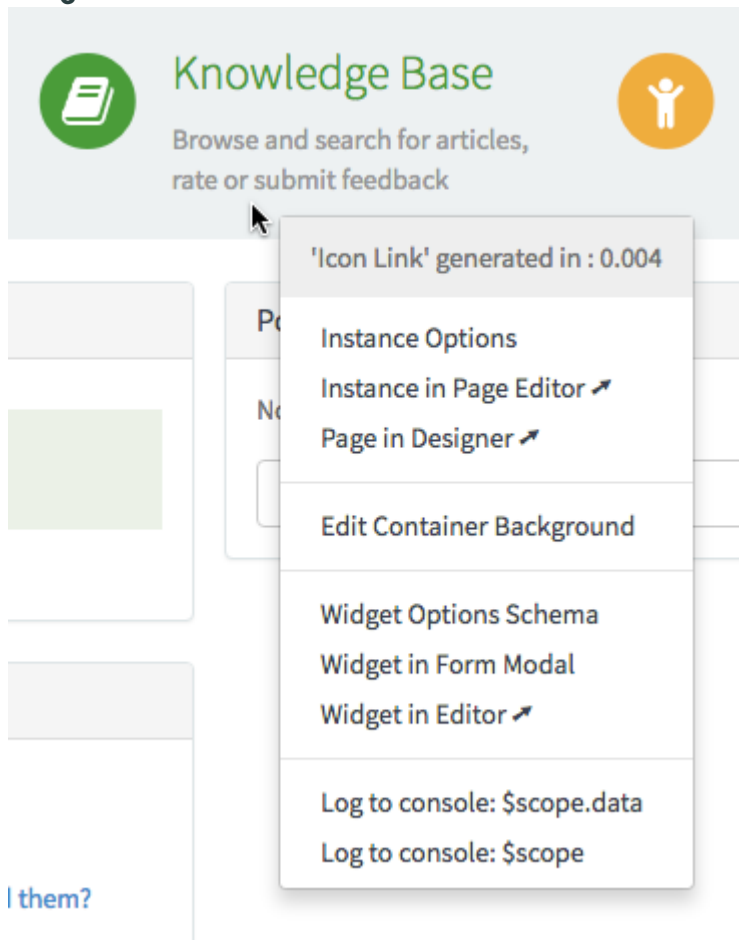 Knowledge Base
Browse and search for articles,
rate or submit feedback
'Icon Link' generated in : 0.004
Instance Options
Instance in Page Editor ➚
Page in Designer ➚
Edit Container Background
Widget Options Schema
Widget in Form Modal
Widget in Editor ➚
Log to console: $scope.data
Log to console: $scope
them?